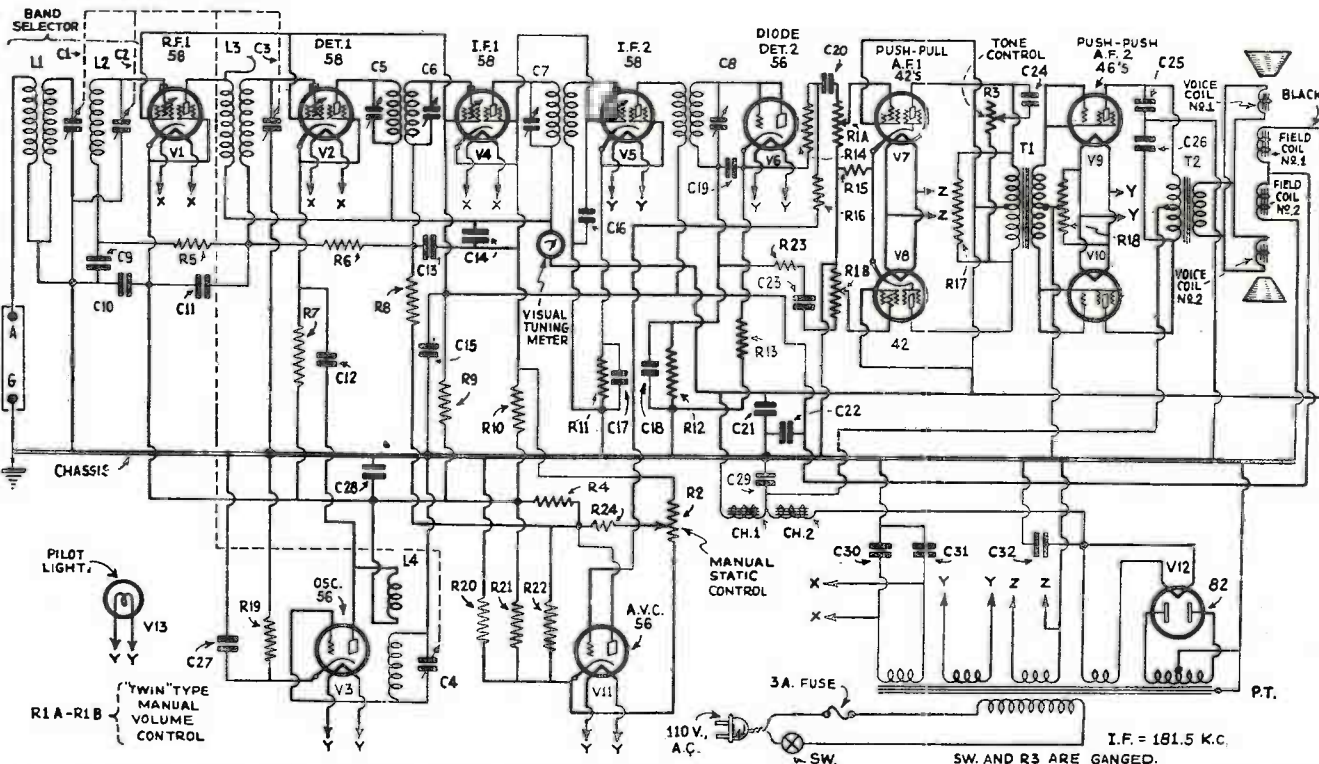 BAND
SELECTOR
C1
C2
L1
L2
R.F.1
58
L3
C3
DET.1
58
C5
C6
I.F.1
58
C7
I.F.2
58
C8
DIODE
DET.2
56
C20
PUSH-PULL
A.F.1
42'S
TONE
CONTROL
R3
C24
PUSH-PUSH
A.F.2
46'S
C25
VOICE
COIL
Nº.1
BLACK
V1
V2
V4
V5
V6
C19
R1A
R14
R15
R16
V7
Z
Z
T1
V9
Y
Y
C26
T2
FIELD
COIL
Nº.1
FIELD
COIL
Nº.2
X X
X X
X X
Y Y
Y Y
C9
R5
R6
C13
C14
C16
R23
C23
R1B
V8
R17
R18
V10
VOICE
COIL
Nº.2
C10
C11
R7
R8
VISUAL
TUNING
METER
42
A
G
C12
C15
R9
R10
R11
C17
C18
R12
R13
C21
C22
CHASSIS
C28
R4
R24
R2
C29
CH.1
CH.2
MANUAL
STATIC
CONTROL
C30
C31
C32
PILOT
LIGHT
V13
Y Y
L4
OSC.
56
R19
C27
V3
C4
Y Y
R20
R21
R22
A.V.C.
56
V11
Y Y
X
X
Y
Y
Z
Z
V12
82
P.T.
R1A-R1B
"TWIN" TYPE
MANUAL
VOLUME
CONTROL
3A. FUSE
110 V.,
A.C.
SW.
I.F. = 181.5 K.C.
SW. AND R3 ARE GANGED.